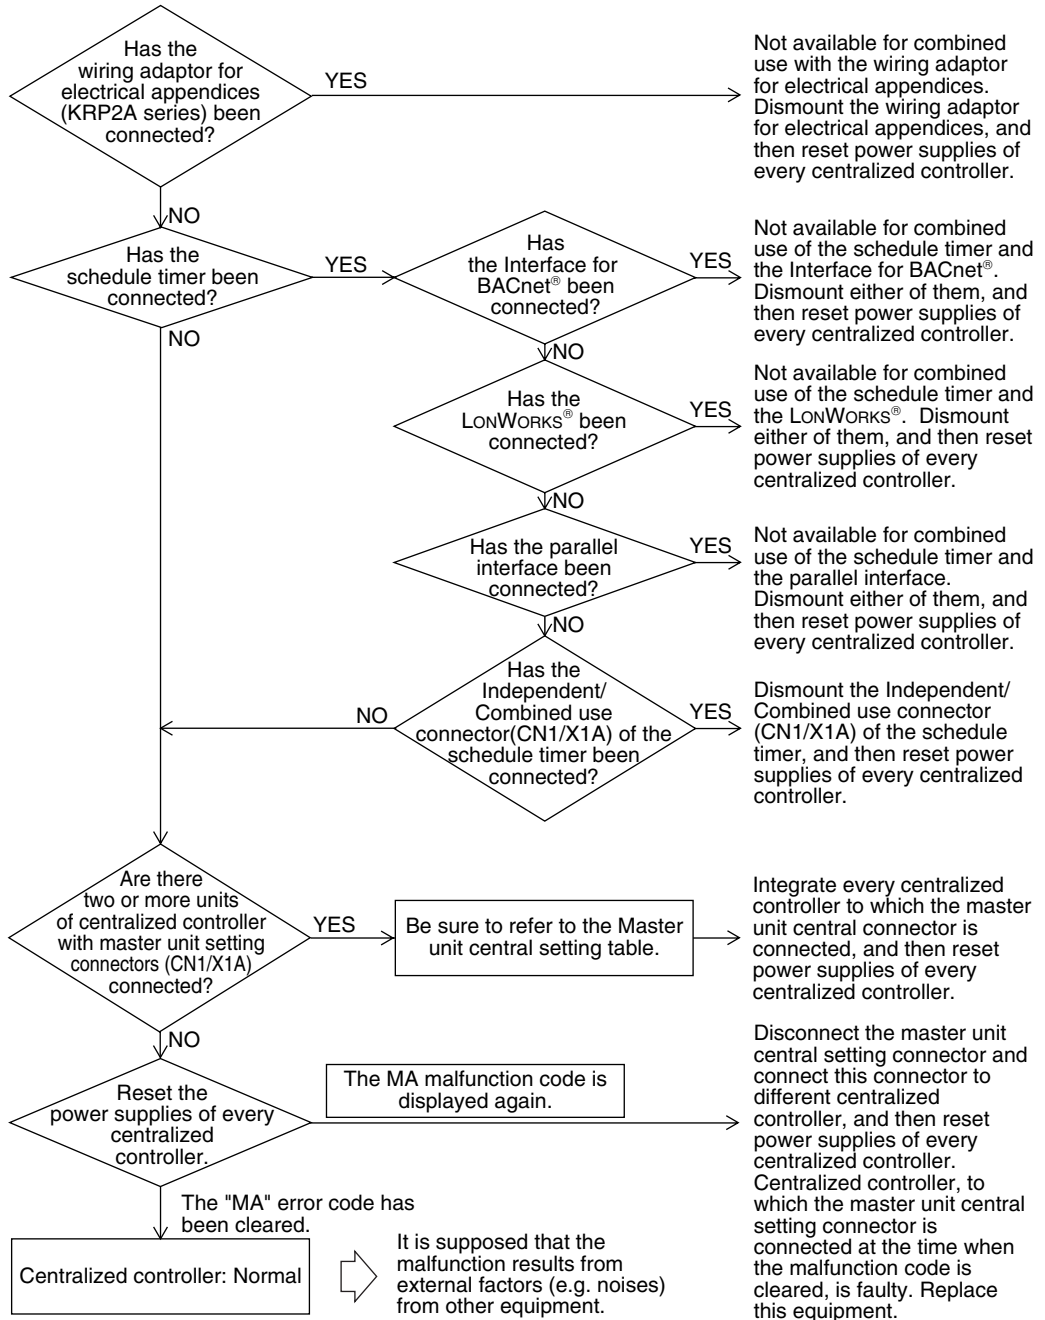 Has the
wiring adaptor for
electrical appendices
(KRP2A series) been
connected?
YES
Not available for combined
use with the wiring adaptor
for electrical appendices.
Dismount the wiring adaptor
for electrical appendices, and
then reset power supplies of
every centralized controller.
NO
Has the
schedule timer been
connected?
YES
Has
the Interface for
BACnet® been
connected?
YES
Not available for combined
use of the schedule timer and
the Interface for BACnet®.
Dismount either of them, and
then reset power supplies of
every centralized controller.
NO
NO
Has the
LONWORKS® been
connected?
YES
Not available for combined
use of the schedule timer and
the LONWORKS®. Dismount
either of them, and then reset
power supplies of every
centralized controller.
NO
Has the parallel
interface been
connected?
YES
Not available for combined
use of the schedule timer and
the parallel interface.
Dismount either of them, and
then reset power supplies of
every centralized controller.
NO
Has the
Independent/
Combined use
connector(CN1/X1A) of the
schedule timer been
connected?
NO
YES
Dismount the Independent/
Combined use connector
(CN1/X1A) of the schedule
timer, and then reset power
supplies of every centralized
controller.
Are there
two or more units
of centralized controller
with master unit setting
connectors (CN1/X1A)
connected?
YES
Be sure to refer to the Master
unit central setting table.
Integrate every centralized
controller to which the master
unit central connector is
connected, and then reset
power supplies of every
centralized controller.
NO
Reset the
power supplies of every
centralized
controller.
The MA malfunction code is
displayed again.
Disconnect the master unit
central setting connector and
connect this connector to
different centralized
controller, and then reset
power supplies of every
centralized controller.
Centralized controller, to
which the master unit central
setting connector is
connected at the time when
the malfunction code is
cleared, is faulty. Replace
this equipment.
The "MA" error code has
been cleared.
Centralized controller: Normal
It is supposed that the
malfunction results from
external factors (e.g. noises)
from other equipment.